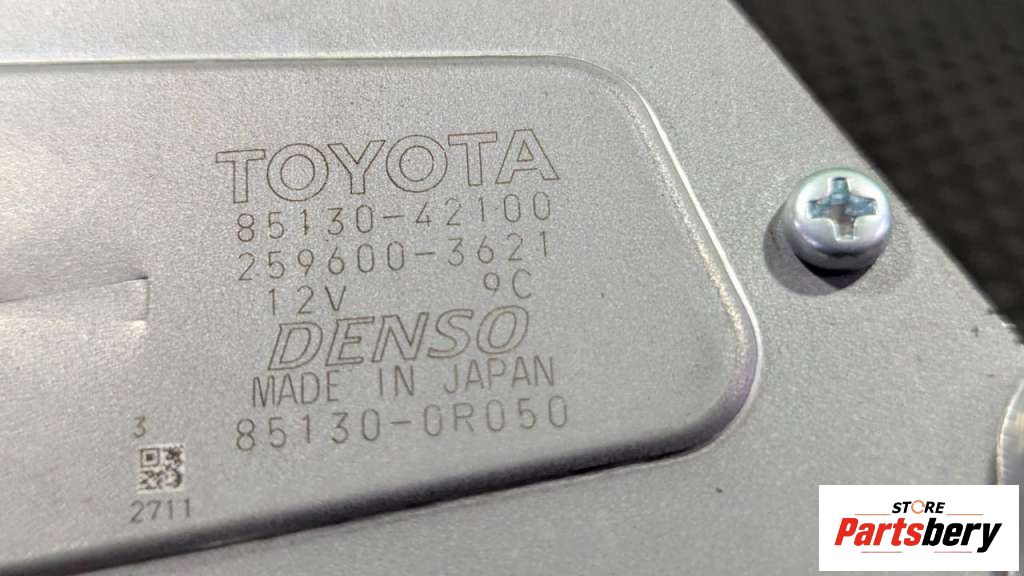 TOYOTA
85130-42100
259600-3621
12V 9C
DENSO
MADE IN JAPAN
85130-0R050
3
2711
STORE
Partsbery